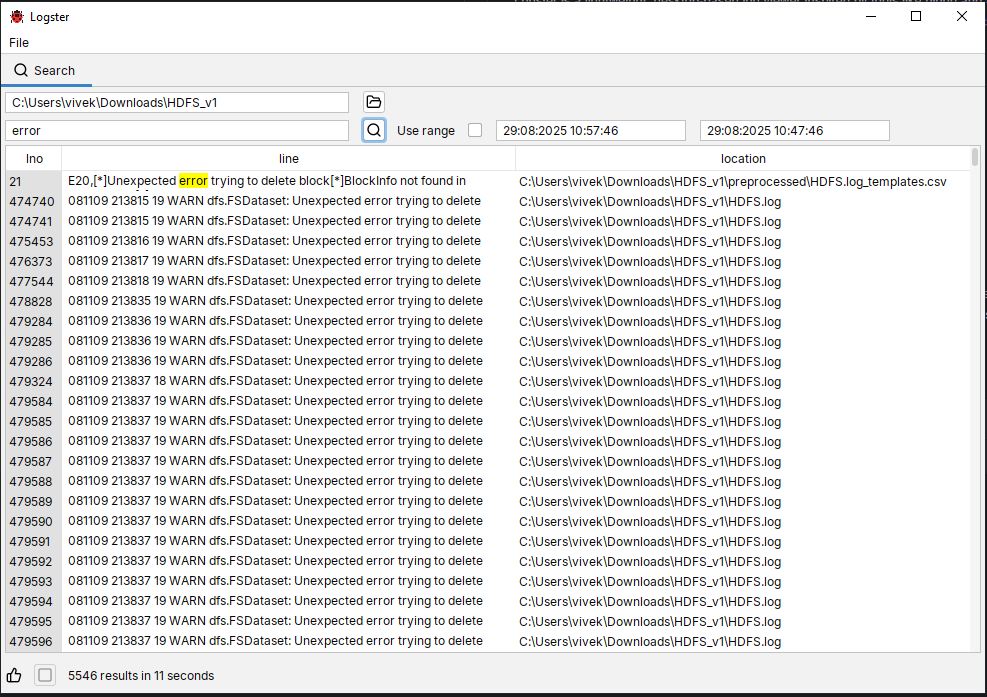 Logster
File
Search
C:\Users\vivek\Downloads\HDFS_v1
error Use range 29:08:2025 10:57:46 29:08:2025 10:47:46
lno line location
21 E20,[*]Unexpected error trying to delete block[*]BlockInfo not found in C:\Users\vivek\Downloads\HDFS_v1\preprocessed\HDFS.log_templates.csv
474740 081109 213815 19 WARN dfs.FSDataset: Unexpected error trying to delete C:\Users\vivek\Downloads\HDFS_v1\HDFS.log
474741 081109 213815 19 WARN dfs.FSDataset: Unexpected error trying to delete C:\Users\vivek\Downloads\HDFS_v1\HDFS.log
475453 081109 213816 19 WARN dfs.FSDataset: Unexpected error trying to delete C:\Users\vivek\Downloads\HDFS_v1\HDFS.log
476373 081109 213817 19 WARN dfs.FSDataset: Unexpected error trying to delete C:\Users\vivek\Downloads\HDFS_v1\HDFS.log
477544 081109 213818 19 WARN dfs.FSDataset: Unexpected error trying to delete C:\Users\vivek\Downloads\HDFS_v1\HDFS.log
478828 081109 213835 19 WARN dfs.FSDataset: Unexpected error trying to delete C:\Users\vivek\Downloads\HDFS_v1\HDFS.log
479284 081109 213836 19 WARN dfs.FSDataset: Unexpected error trying to delete C:\Users\vivek\Downloads\HDFS_v1\HDFS.log
479285 081109 213836 19 WARN dfs.FSDataset: Unexpected error trying to delete C:\Users\vivek\Downloads\HDFS_v1\HDFS.log
479286 081109 213836 19 WARN dfs.FSDataset: Unexpected error trying to delete C:\Users\vivek\Downloads\HDFS_v1\HDFS.log
479324 081109 213837 18 WARN dfs.FSDataset: Unexpected error trying to delete C:\Users\vivek\Downloads\HDFS_v1\HDFS.log
479584 081109 213837 19 WARN dfs.FSDataset: Unexpected error trying to delete C:\Users\vivek\Downloads\HDFS_v1\HDFS.log
479585 081109 213837 19 WARN dfs.FSDataset: Unexpected error trying to delete C:\Users\vivek\Downloads\HDFS_v1\HDFS.log
479586 081109 213837 19 WARN dfs.FSDataset: Unexpected error trying to delete C:\Users\vivek\Downloads\HDFS_v1\HDFS.log
479587 081109 213837 19 WARN dfs.FSDataset: Unexpected error trying to delete C:\Users\vivek\Downloads\HDFS_v1\HDFS.log
479588 081109 213837 19 WARN dfs.FSDataset: Unexpected error trying to delete C:\Users\vivek\Downloads\HDFS_v1\HDFS.log
479589 081109 213837 19 WARN dfs.FSDataset: Unexpected error trying to delete C:\Users\vivek\Downloads\HDFS_v1\HDFS.log
479590 081109 213837 19 WARN dfs.FSDataset: Unexpected error trying to delete C:\Users\vivek\Downloads\HDFS_v1\HDFS.log
479591 081109 213837 19 WARN dfs.FSDataset: Unexpected error trying to delete C:\Users\vivek\Downloads\HDFS_v1\HDFS.log
479592 081109 213837 19 WARN dfs.FSDataset: Unexpected error trying to delete C:\Users\vivek\Downloads\HDFS_v1\HDFS.log
479593 081109 213837 19 WARN dfs.FSDataset: Unexpected error trying to delete C:\Users\vivek\Downloads\HDFS_v1\HDFS.log
479594 081109 213837 19 WARN dfs.FSDataset: Unexpected error trying to delete C:\Users\vivek\Downloads\HDFS_v1\HDFS.log
479595 081109 213837 19 WARN dfs.FSDataset: Unexpected error trying to delete C:\Users\vivek\Downloads\HDFS_v1\HDFS.log
479596 081109 213837 19 WARN dfs.FSDataset: Unexpected error trying to delete C:\Users\vivek\Downloads\HDFS_v1\HDFS.log
5546 results in 11 seconds